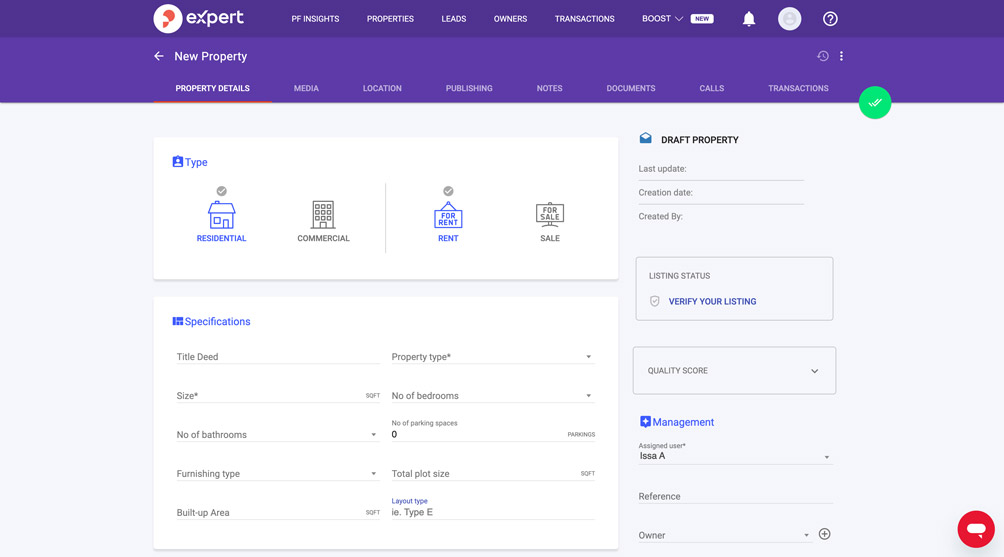 expert
PF INSIGHTS PROPERTIES LEADS OWNERS TRANSACTIONS BOOST NEW
New Property
PROPERTY DETAILS MEDIA LOCATION PUBLISHING NOTES DOCUMENTS CALLS TRANSACTIONS
Type
FOR RENT
FOR SALE
RESIDENTIAL COMMERCIAL RENT SALE
Specifications
Title Deed Property type*
Size* SQFT No of bedrooms
No of bathrooms No of parking spaces
0 PARKINGS
Furnishing type Total plot size SQFT
Built-up Area SQFT Layout type
ie. Type E
DRAFT PROPERTY
Last update:
Creation date:
Created By:
LISTING STATUS
VERIFY YOUR LISTING
QUALITY SCORE
Management
Assigned user*
Issa A
Reference
Owner